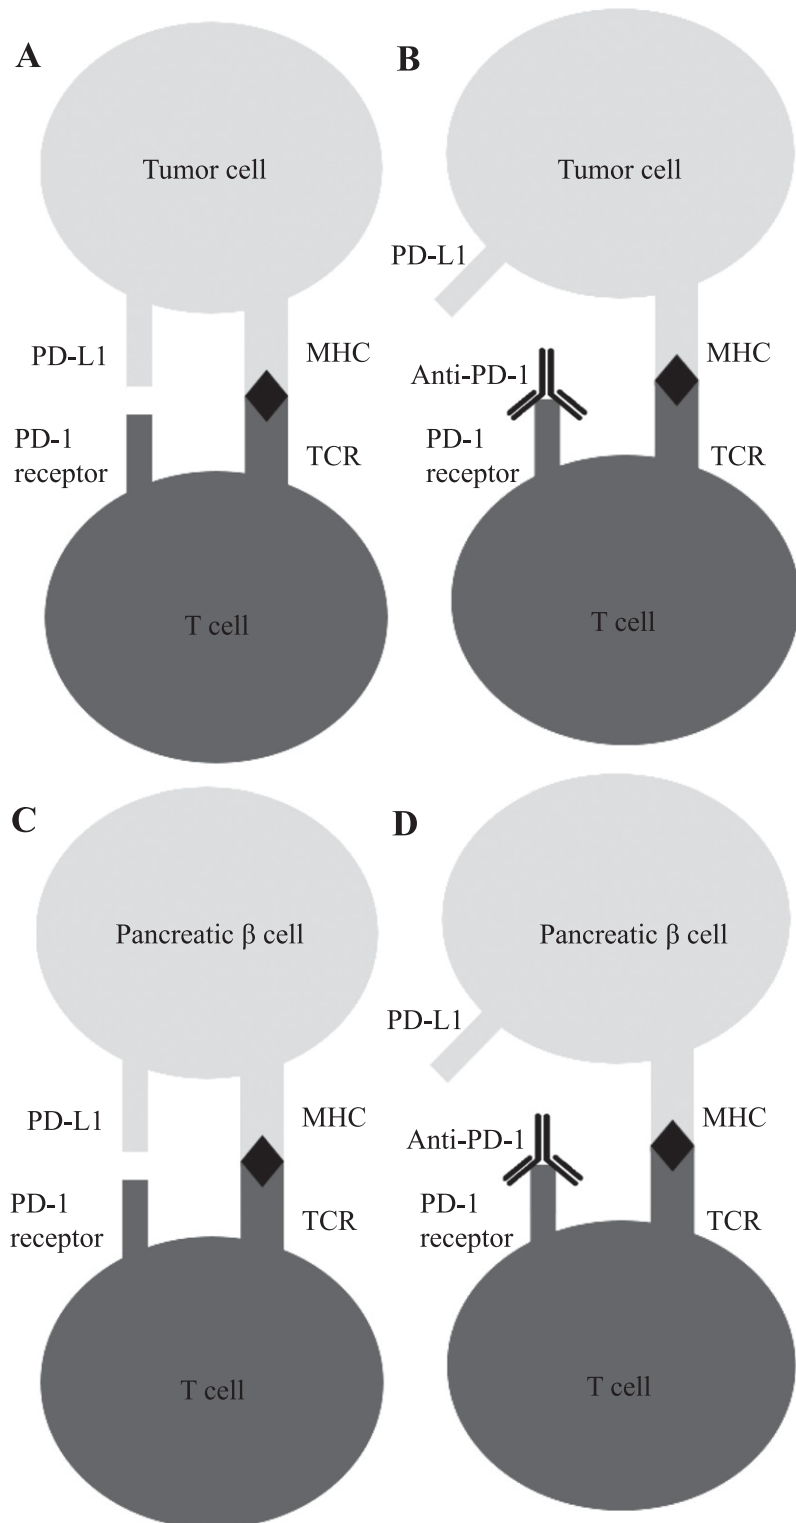 A
Tumor cell
PD-L1
MHC
PD-1
receptor
TCR
T cell
B
Tumor cell
PD-L1
Anti-PD-1
MHC
PD-1
receptor
TCR
T cell
C
Pancreatic β cell
PD-L1
MHC
PD-1
receptor
TCR
T cell
D
Pancreatic β cell
PD-L1
Anti-PD-1
MHC
PD-1
receptor
TCR
T cell